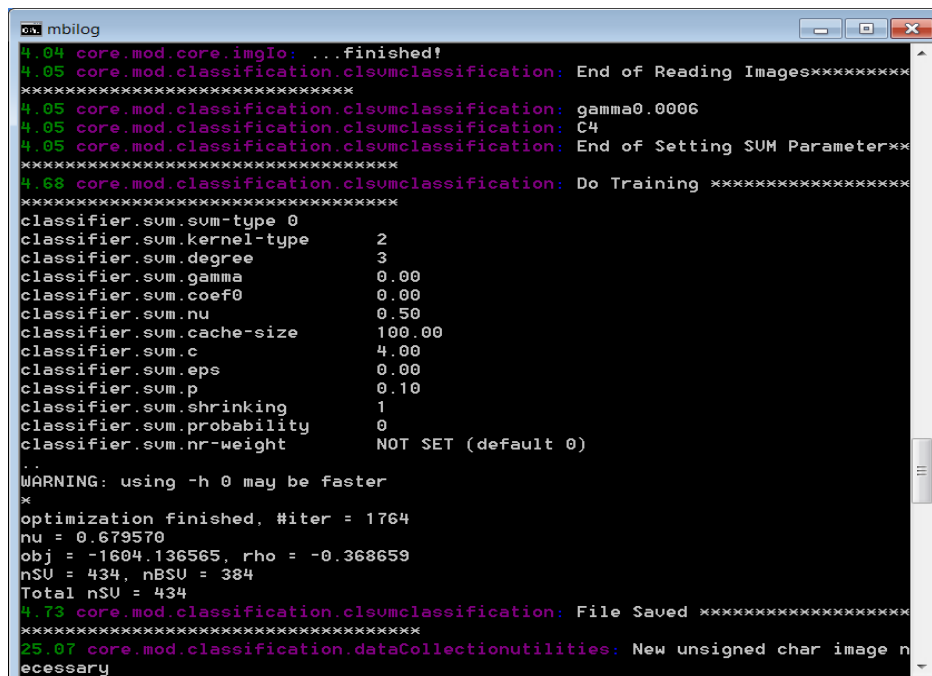 mbilog
4.04 core.mod.core.imgIo: ...finished!
4.05 core.mod.classification.clsvmclassification: End of Reading Images*********
******************************
4.05 core.mod.classification.clsvmclassification: gamma0.0006
4.05 core.mod.classification.clsvmclassification: C4
4.05 core.mod.classification.clsvmclassification: End of Setting SVM Parameter**
**********************************
4.68 core.mod.classification.clsvmclassification: Do Training ******************
**********************************
classifier.svm.svm-type 0
classifier.svm.kernel-type 2
classifier.svm.degree 3
classifier.svm.gamma 0.00
classifier.svm.coef0 0.00
classifier.svm.nu 0.50
classifier.svm.cache-size 100.00
classifier.svm.c 4.00
classifier.svm.eps 0.00
classifier.svm.p 0.10
classifier.svm.shrinking 1
classifier.svm.probability 0
classifier.svm.nr-weight NOT SET (default 0)
..
WARNING: using -h 0 may be faster
*
optimization finished, #iter = 1764
nu = 0.679570
obj = -1604.136565, rho = -0.368659
nSV = 434, nBSV = 384
Total nSV = 434
4.73 core.mod.classification.clsvmclassification: File Saved *******************
************************************
25.07 core.mod.classification.dataCollectionutilities: New unsigned char image n
ecessary